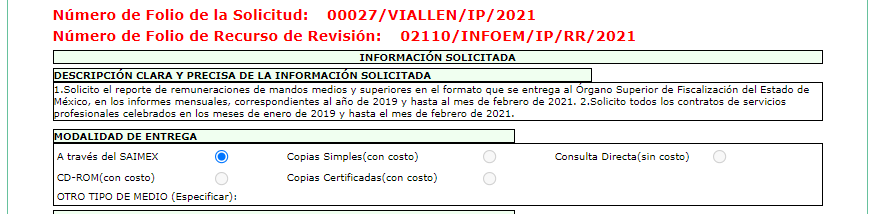 Número de Folio de la Solicitud: 00027/VIALLEN/IP/2021
Número de Folio de Recurso de Revisión: 02110/INFOEM/IP/RR/2021
INFORMACIÓN SOLICITADA
DESCRIPCIÓN CLARA Y PRECISA DE LA INFORMACIÓN SOLICITADA
1.Solicito el reporte de remuneraciones de mandos medios y superiores en el formato que se entrega al Órgano Superior de Fiscalización del Estado de
México, en los informes mensuales, correspondientes al año de 2019 y hasta al mes de febrero de 2021. 2.Solicito todos los contratos de servicios
profesionales celebrados en los meses de enero de 2019 y hasta el mes de febrero de 2021.
MODALIDAD DE ENTREGA
A través del SAIMEX Copias Simples(con costo) Consulta Directa(sin costo)
CD-ROM(con costo) Copias Certificadas(con costo)
OTRO TIPO DE MEDIO (Especificar):